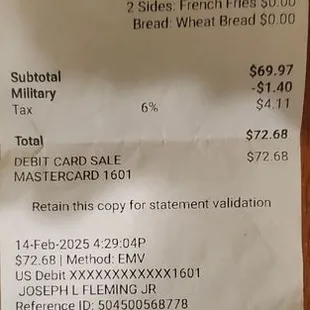 2 Sides: French Fries $0.00
Bread: Wheat Bread $0.00
Subtotal $69.97
Military -$1.40
Tax 6% $4.11
Total $72.68
DEBIT CARD SALE $72.68
MASTERCARD 1601
Retain this copy for statement validation
14-Feb-2025 4:29:04P
$72.68 | Method: EMV
US Debit XXXXXXXXXXXX1601
JOSEPH L FLEMING JR
Reference ID: 504500568778